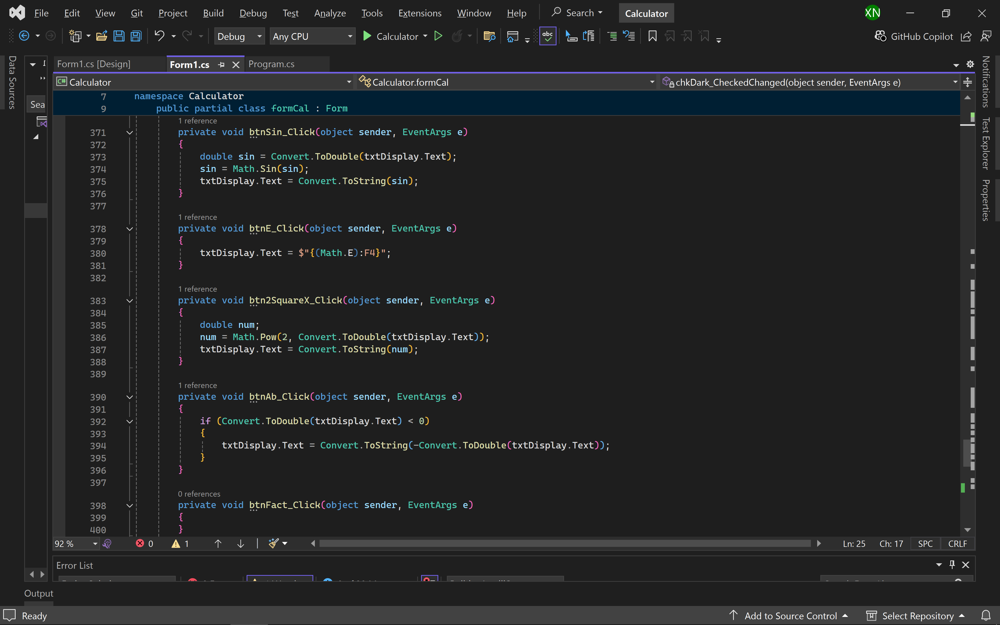 File Edit View Git Project Build Debug Test Analyze Tools Extensions Window Help Search Calculator XN
Debug Any CPU Calculator abc GitHub Copilot
Data Sources
Form1.cs [Design] Form1.cs Program.cs
C# Calculator Calculator.formCal chkDark_CheckedChanged(object sender, EventArgs e)
Sea
7 namespace Calculator
9 public partial class formCal : Form
1 reference
371 private void btnSin_Click(object sender, EventArgs e)
372 {
373 double sin = Convert.ToDouble(txtDisplay.Text);
374 sin = Math.Sin(sin);
375 txtDisplay.Text = Convert.ToString(sin);
376 }
377
1 reference
378 private void btnE_Click(object sender, EventArgs e)
379 {
380 txtDisplay.Text = $"{(Math.E):F4}";
381 }
382
1 reference
383 private void btn2SquareX_Click(object sender, EventArgs e)
384 {
385 double num;
386 num = Math.Pow(2, Convert.ToDouble(txtDisplay.Text));
387 txtDisplay.Text = Convert.ToString(num);
388 }
389
1 reference
390 private void btnAb_Click(object sender, EventArgs e)
391 {
392 if (Convert.ToDouble(txtDisplay.Text) < 0)
393 {
394 txtDisplay.Text = Convert.ToString(-Convert.ToDouble(txtDisplay.Text));
395 }
396 }
397
0 references
398 private void btnFact_Click(object sender, EventArgs e)
399 {
400 }
Notifications
Test Explorer
Properties
92 % 0 1 Ln: 25 Ch: 17 SPC CRLF
Error List
Output
Ready Add to Source Control Select Repository